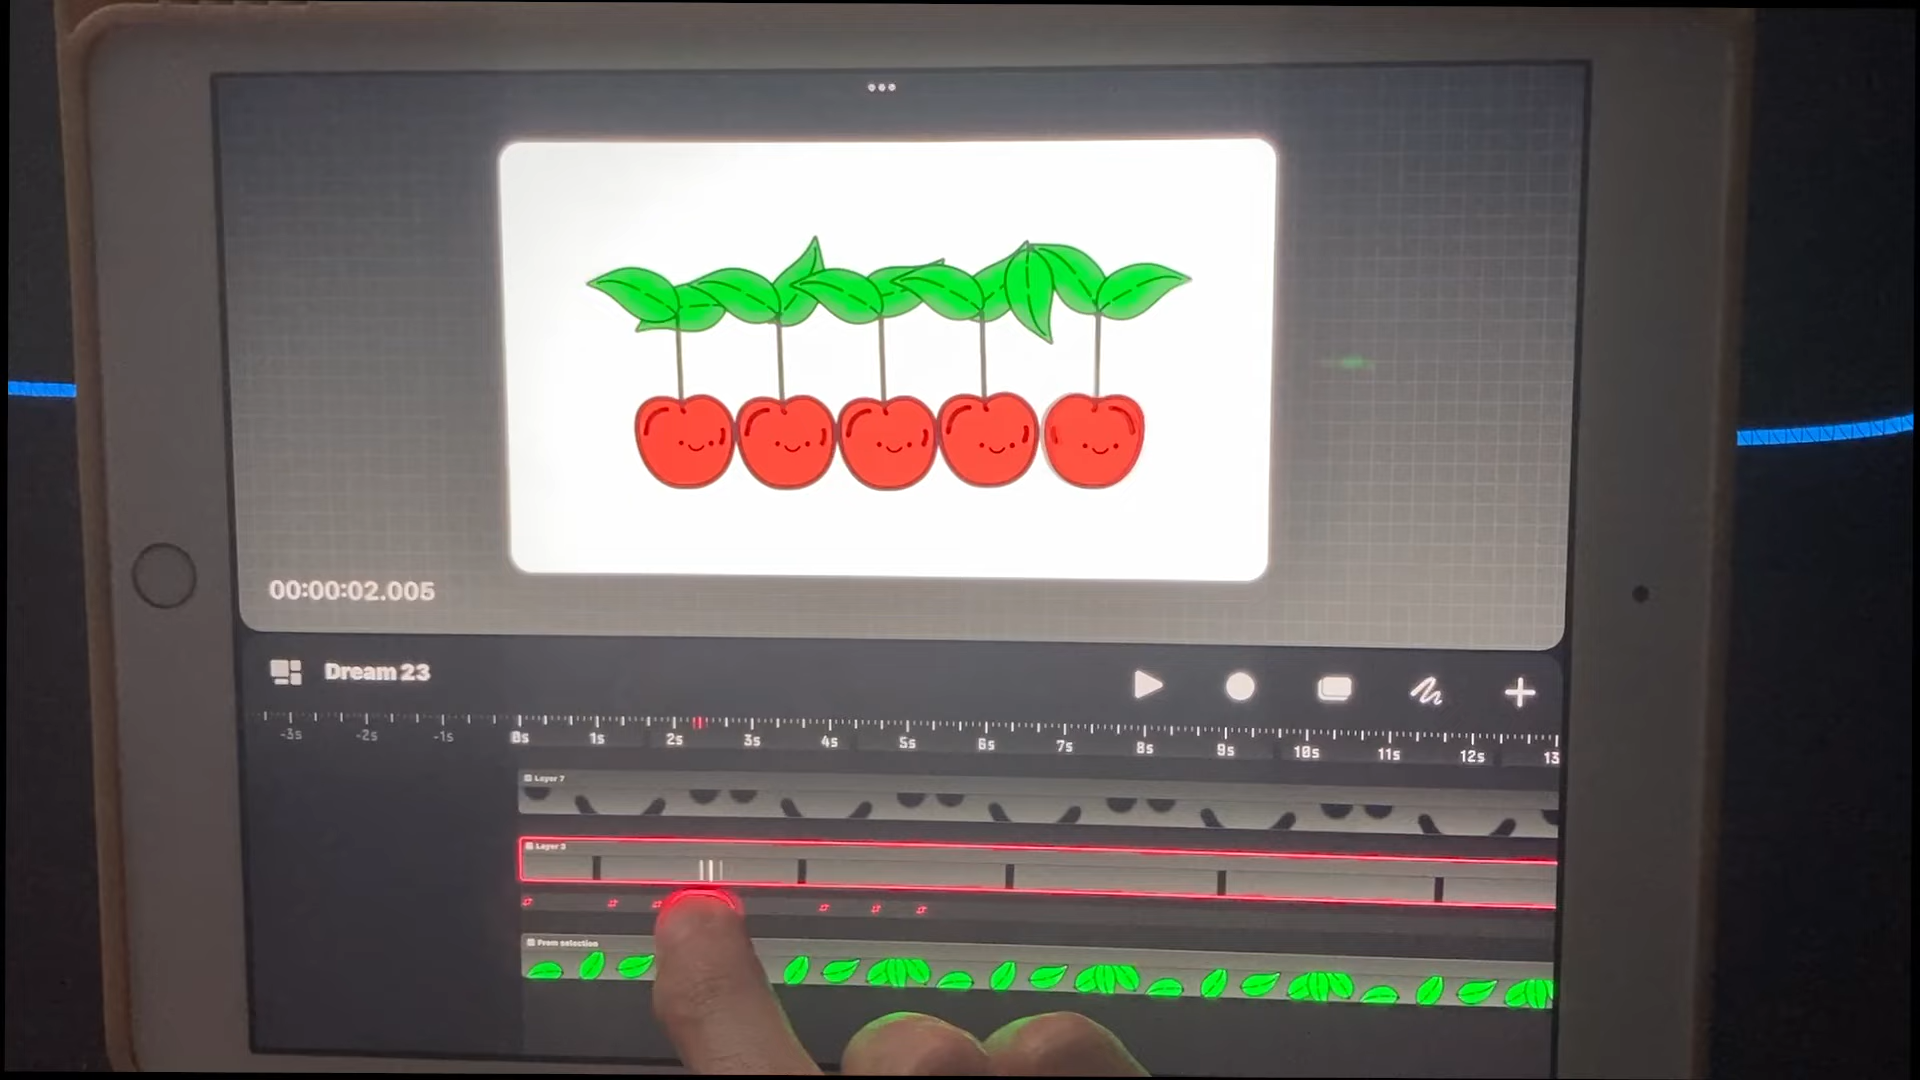 00:00:02.005
Dream 23
-3s -2s -1s 0s 1s 2s 3s 4s 5s 6s 7s 8s 9s 10s 11s 12s 13
Layer 7
Layer 3
From selection